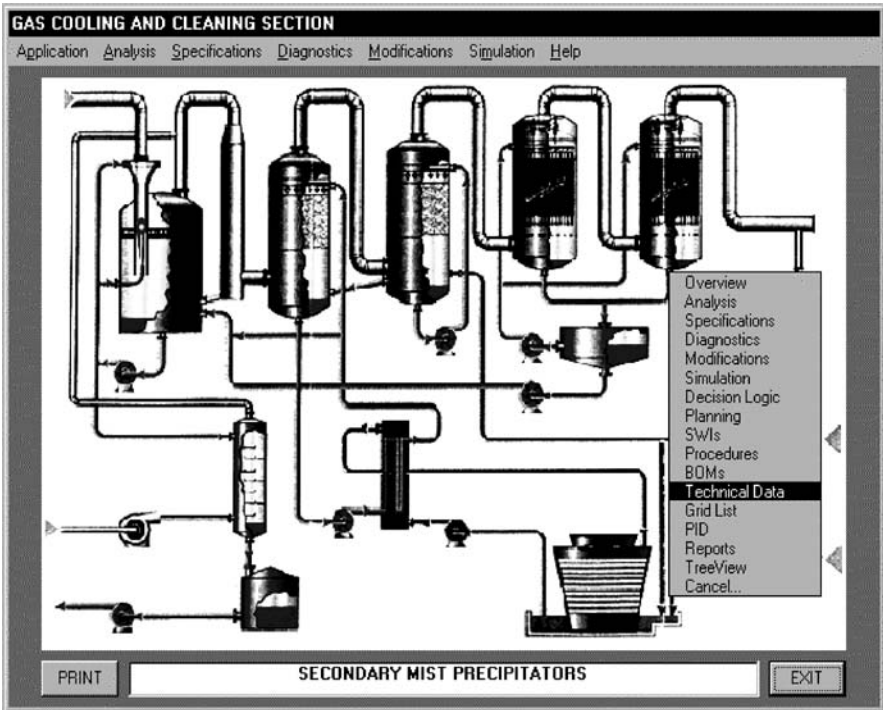 GAS COOLING AND CLEANING SECTION
Application Analysis Specifications Diagnostics Modifications Simulation Help
Overview
Analysis
Specifications
Diagnostics
Modifications
Simulation
Decision Logic
Planning
SWIs
Procedures
BOMs
Technical Data
Grid List
PID
Reports
TreeView
Cancel...
PRINT SECONDARY MIST PRECIPITATORS EXIT